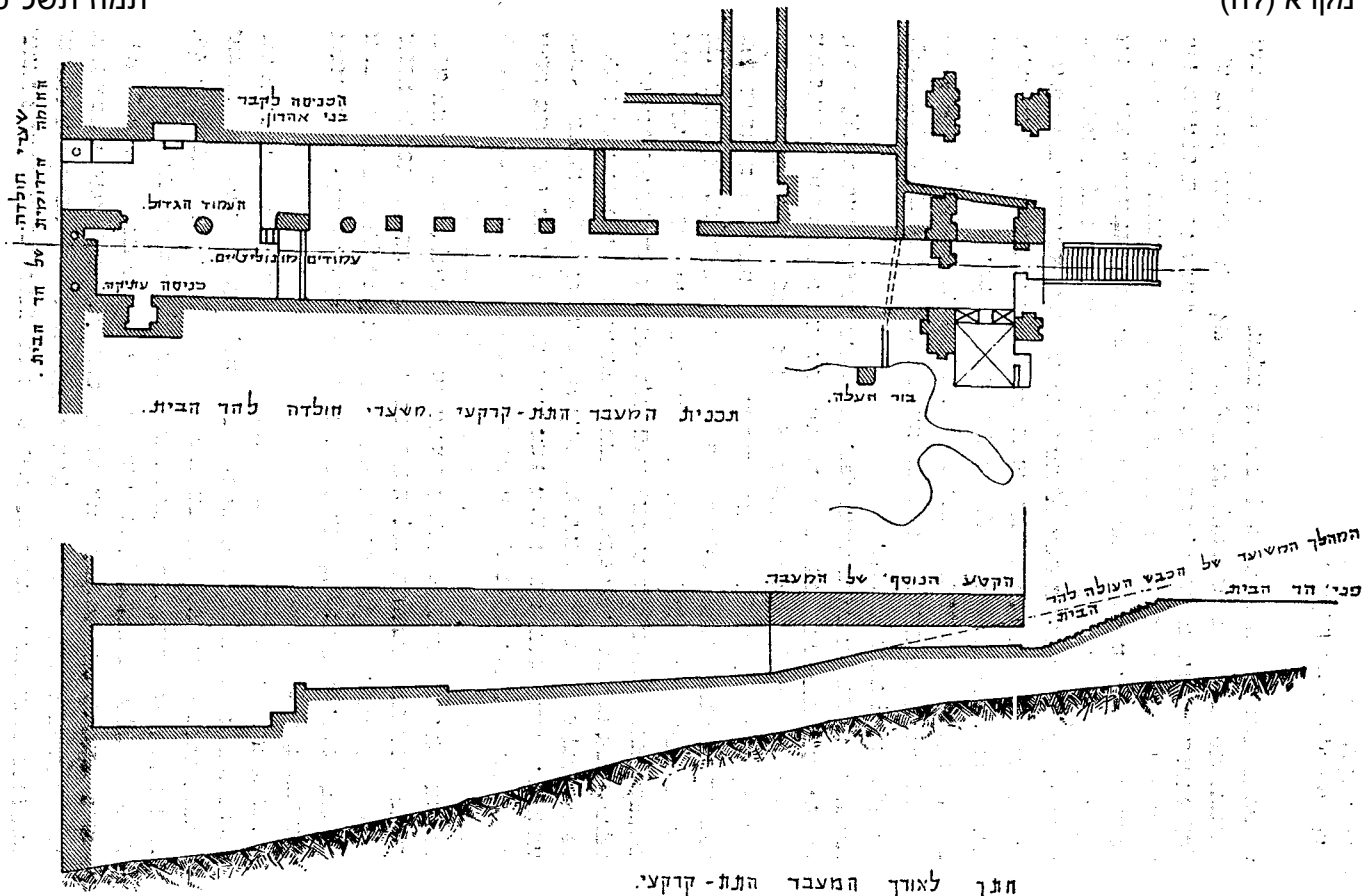 מקרא (לח)
שערי חולדה.
החומה הדרומית של הר הבית.
הכניסה לקבר
בני אהרון.
העמוד הגדול.
עמודים מונוליטיים.
כניסה עתיקה.
בור העלה.
תכנית המעבר התת-קרקעי משערי חולדה להר הבית.
המהלך המשוער של הכבש העולה להר
הבית.
הקטע הנוסף של המעבר.
פני הר הבית.
חתך לאורך המעבר התת-קרקעי.